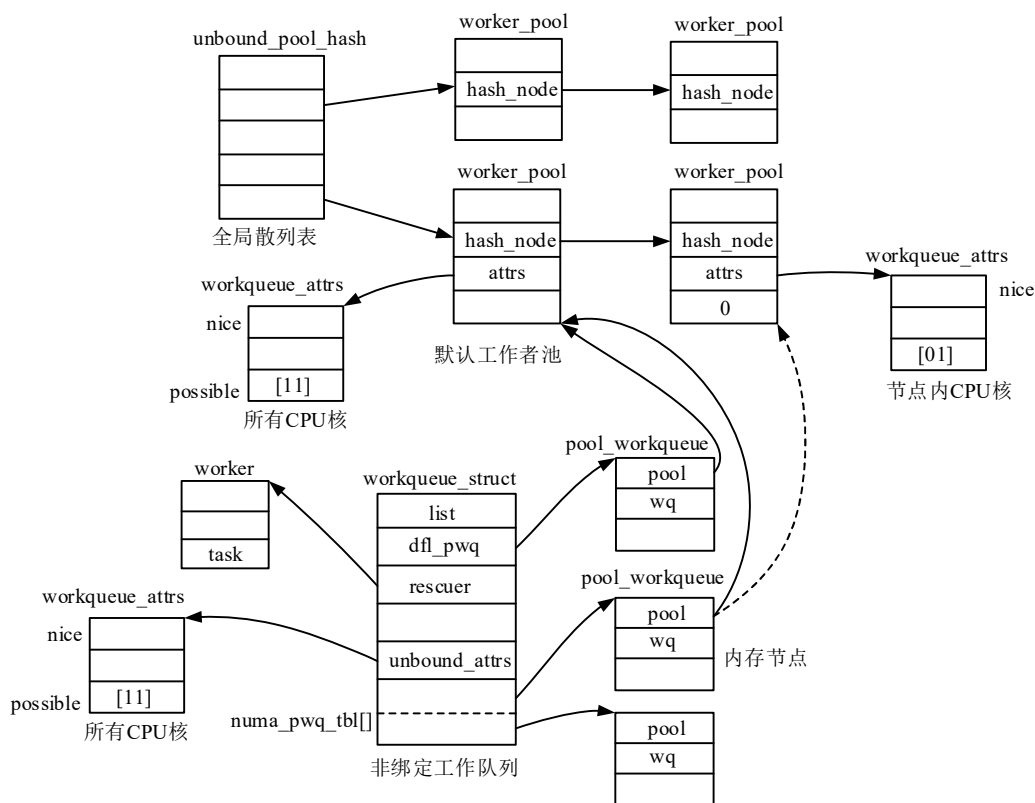 worker_pool
worker_pool
unbound_pool_hash
hash_node
hash_node
worker_pool
worker_pool
全局散列表
hash_node
hash_node
workqueue_attrs
attrs
attrs
workqueue_attrs
nice
0
nice
默认工作者池
[01]
possible
[11]
节点内CPU核
所有CPU核
pool_workqueue
worker
workqueue_struct
pool
list
wq
dfl_pwq
task
pool_workqueue
rescuer
workqueue_attrs
pool
nice
wq
内存节点
unbound_attrs
possible
[11]
numa_pwq_tbl[]
所有CPU核
pool
wq
非绑定工作队列